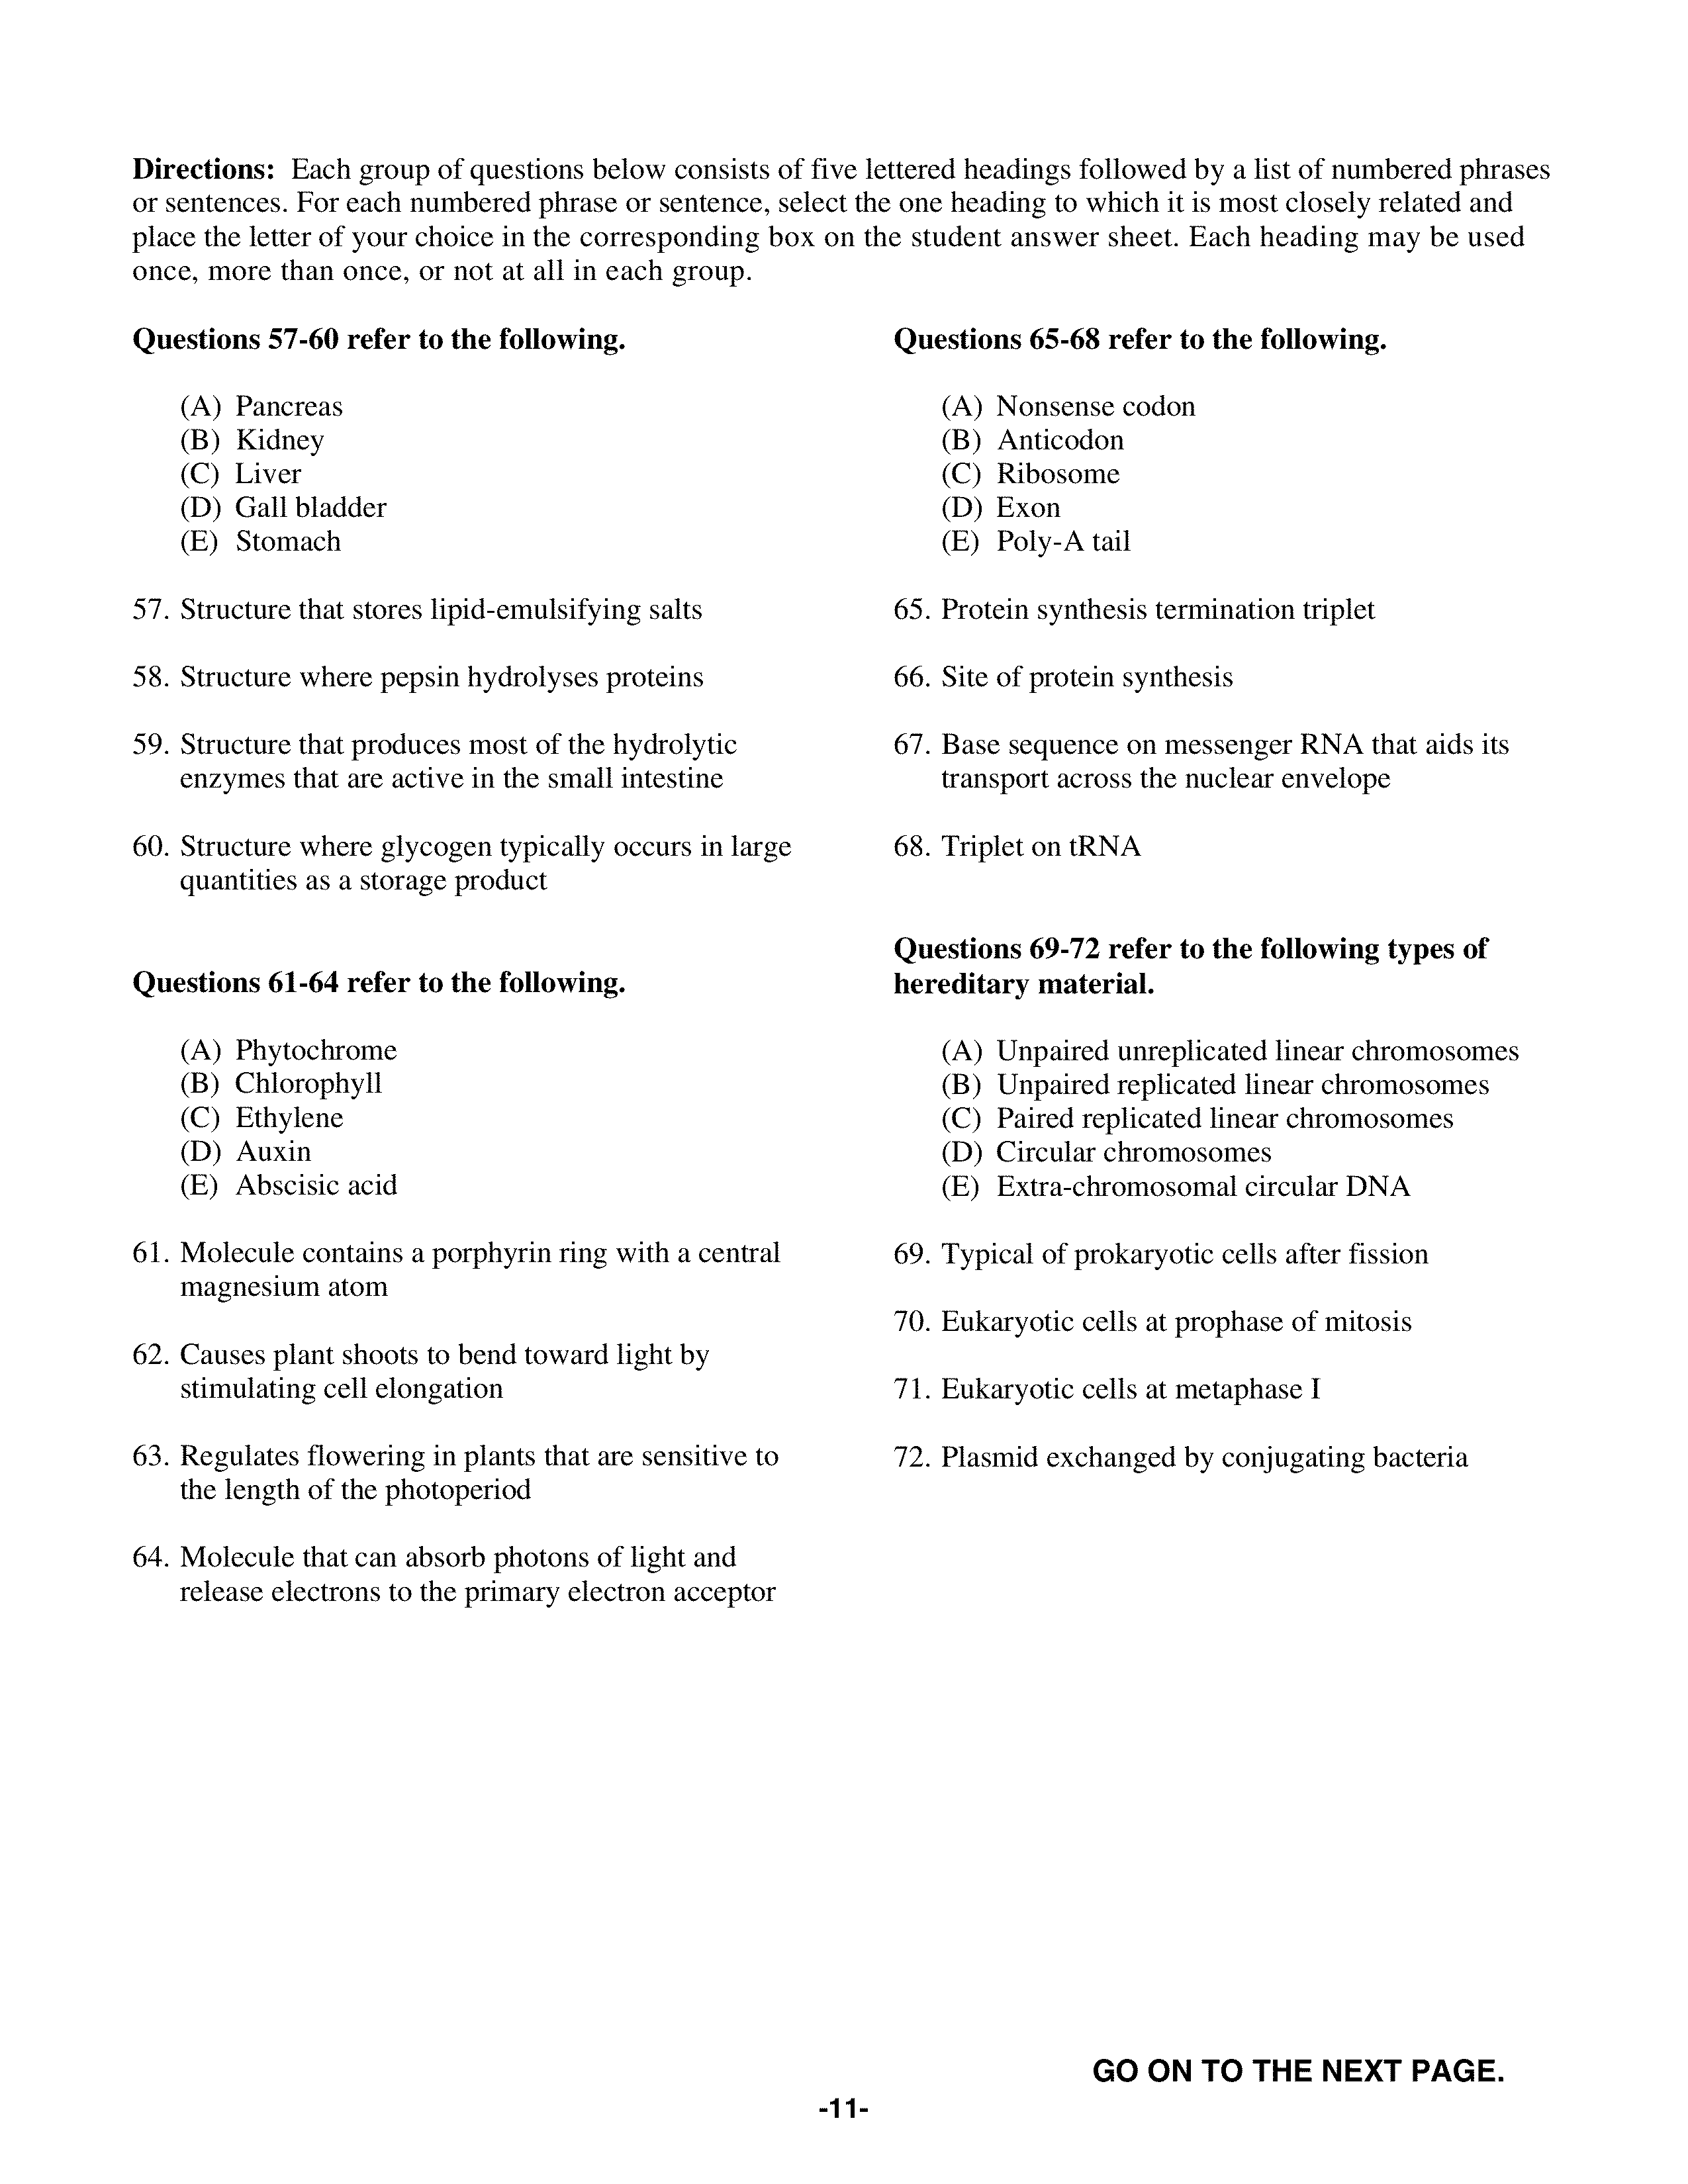 Directions: Each group of questions below consists of five lettered headings followed by a list of numbered phrases
or sentences. For each numbered phrase or sentence, select the one heading to which it is most closely related and
place the letter of your choice in the corresponding box on the student answer sheet. Each heading may be used
once, more than once, or not at all in each group.
Questions 57-60 refer to the following.
(A) Pancreas
(B) Kidney
(C) Liver
(D) Gall bladder
(E) Stomach
57. Structure that stores lipid-emulsifying salts
58. Structure where pepsin hydrolyses proteins
59. Structure that produces most of the hydrolytic
enzymes that are active in the small intestine
60. Structure where glycogen typically occurs in large
quantities as a storage product
Questions 61-64 refer to the following.
(A) Phytochrome
(B) Chlorophyll
(C) Ethylene
(D) Auxin
(E) Abscisic acid
61. Molecule contains a porphyrin ring with a central
magnesium atom
62. Causes plant shoots to bend toward light by
stimulating cell elongation
63. Regulates flowering in plants that are sensitive to
the length of the photoperiod
64. Molecule that can absorb photons of light and
release electrons to the primary electron acceptor
Questions 65-68 refer to the following.
(A) Nonsense codon
(B) Anticodon
(C) Ribosome
(D) Exon
(E) Poly-A tail
65. Protein synthesis termination triplet
66. Site of protein synthesis
67. Base sequence on messenger RNA that aids its
transport across the nuclear envelope
68. Triplet on tRNA
Questions 69-72 refer to the following types of
hereditary material.
(A) Unpaired unreplicated linear chromosomes
(B) Unpaired replicated linear chromosomes
(C) Paired replicated linear chromosomes
(D) Circular chromosomes
(E) Extra-chromosomal circular DNA
69. Typical of prokaryotic cells after fission
70. Eukaryotic cells at prophase of mitosis
71. Eukaryotic cells at metaphase I
72. Plasmid exchanged by conjugating bacteria
GO ON TO THE NEXT PAGE.
-11-